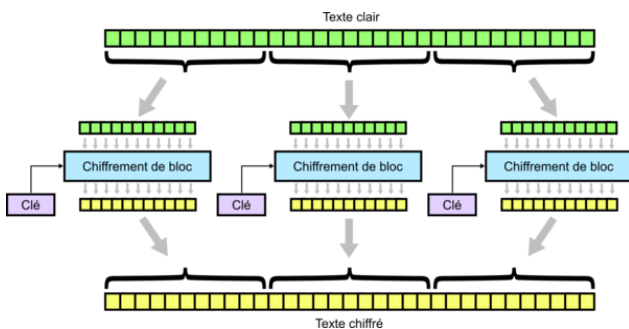 Texte clair
Chiffrement de bloc
Chiffrement de bloc
Chiffrement de bloc
Clé
Clé
Clé
Texte chiffré